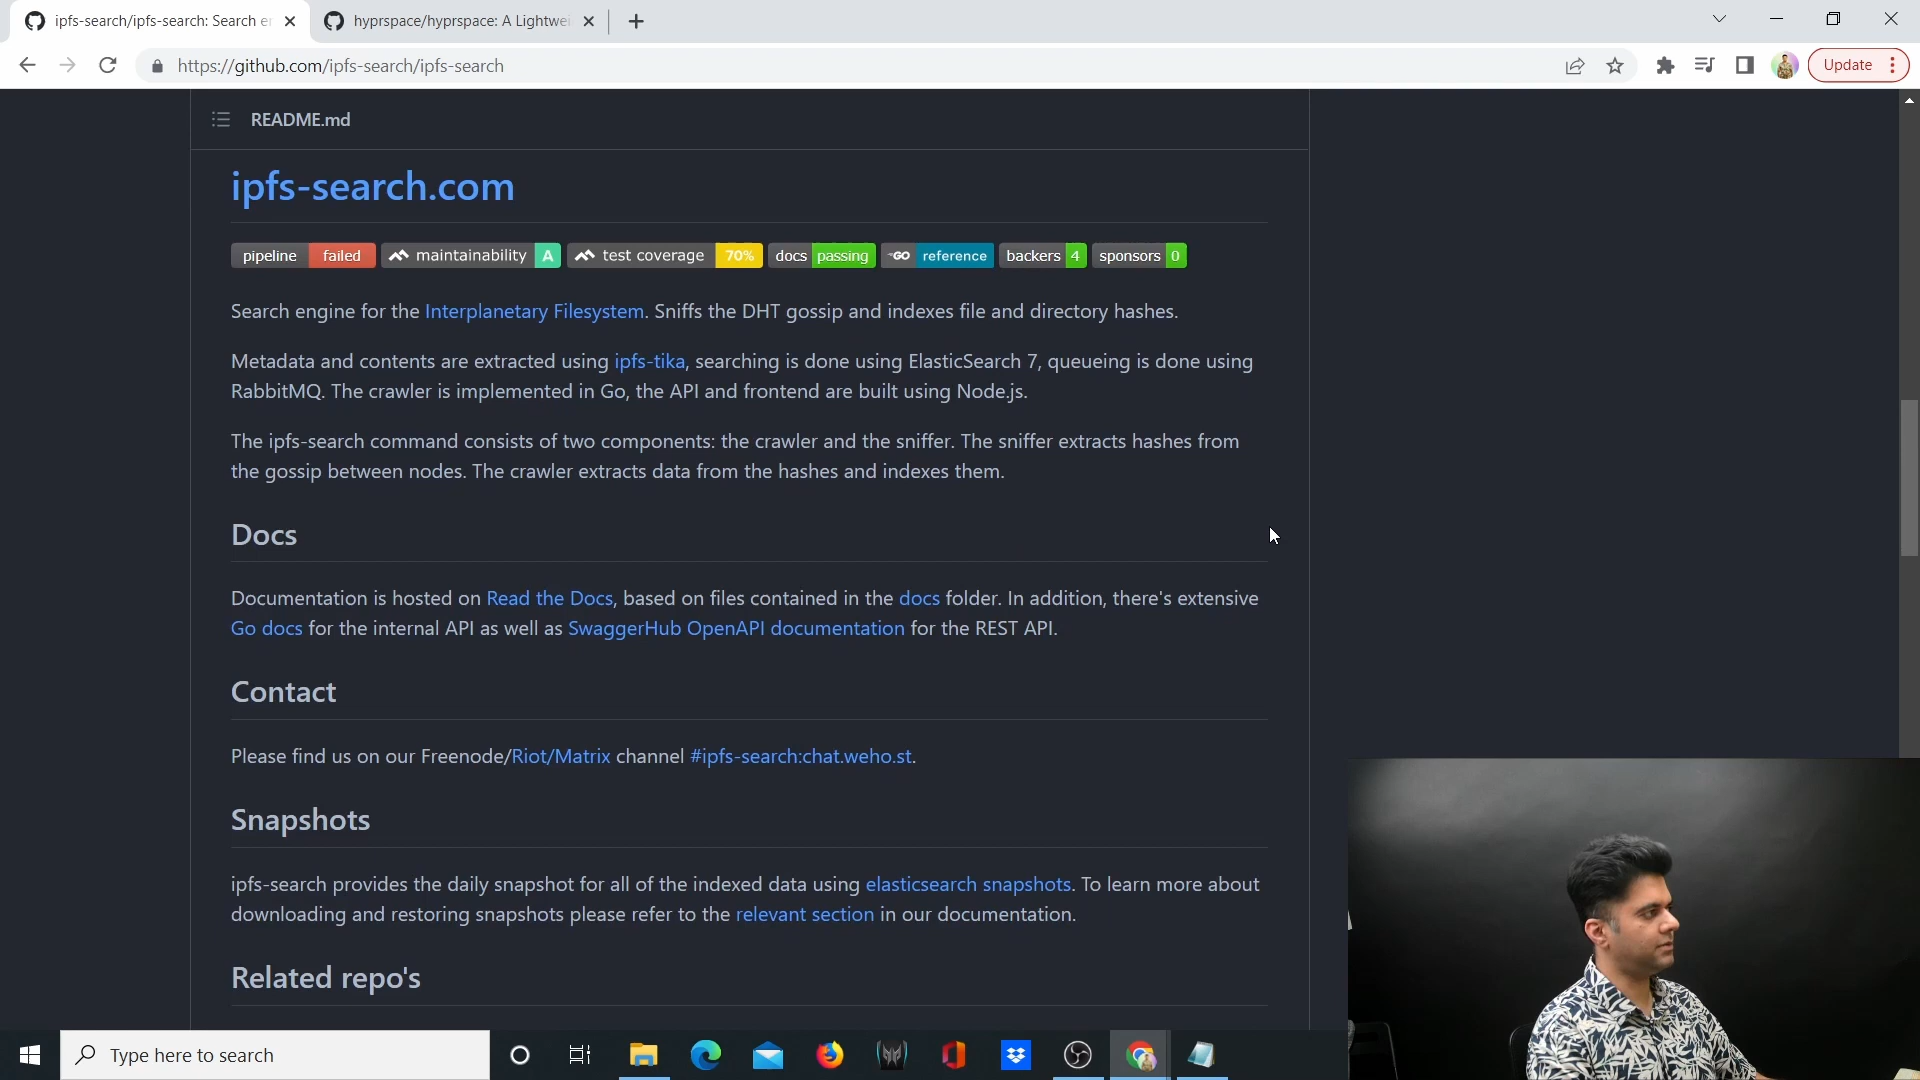 ipfs-search/ipfs-search: Search e
hyprspace/hyprspace: A Lightwei
https://github.com/ipfs-search/ipfs-search
Update
README.md
ipfs-search.com
pipeline failed maintainability A test coverage 70% docs passing GO reference backers 4 sponsors 0
Search engine for the Interplanetary Filesystem. Sniffs the DHT gossip and indexes file and directory hashes.
Metadata and contents are extracted using ipfs-tika, searching is done using ElasticSearch 7, queueing is done using
RabbitMQ. The crawler is implemented in Go, the API and frontend are built using Node.js.
The ipfs-search command consists of two components: the crawler and the sniffer. The sniffer extracts hashes from
the gossip between nodes. The crawler extracts data from the hashes and indexes them.
Docs
Documentation is hosted on Read the Docs, based on files contained in the docs folder. In addition, there's extensive
Go docs for the internal API as well as SwaggerHub OpenAPI documentation for the REST API.
Contact
Please find us on our Freenode/Riot/Matrix channel #ipfs-search:chat.weho.st.
Snapshots
ipfs-search provides the daily snapshot for all of the indexed data using elasticsearch snapshots. To learn more about
downloading and restoring snapshots please refer to the relevant section in our documentation.
Related repo's
Type here to search